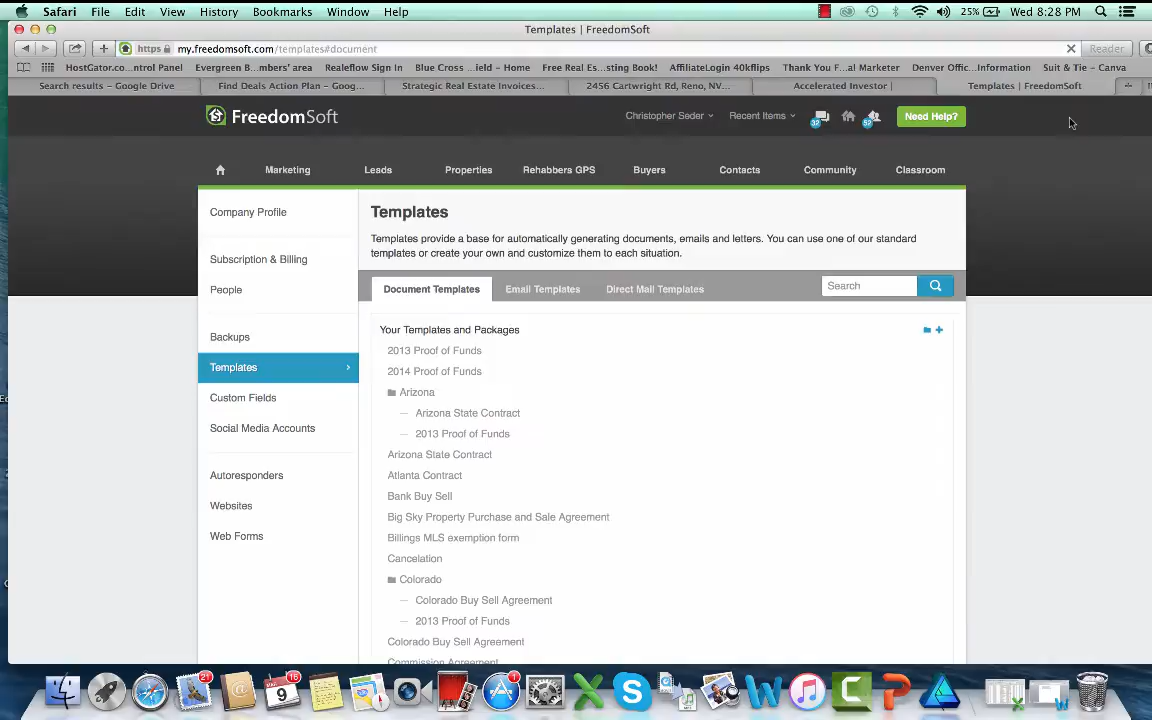 Safari File Edit View History Bookmarks Window Help 25% Wed 8:28 PM
Templates | FreedomSoft
https my.freedomsoft.com/templates#document Reader
HostGator.co...ntrol Panel Evergreen B...mbers' area Realeflow Sign In Blue Cross ...ield - Home Free Real Es...sting Book! AffiliateLogin 40kflips Thank You F...al Marketer Denver Offic...Information Suit & Tie – Canva
Search results – Google Drive Find Deals Action Plan – Goog... Strategic Real Estate Invoices... 2456 Cartwright Rd, Reno, NV... Accelerated Investor | Templates | FreedomSoft
FreedomSoft Christopher Seder Recent Items 32 52 Need Help?
Marketing Leads Properties Rehabbers GPS Buyers Contacts Community Classroom
Company Profile
Subscription & Billing
People
Backups
Templates
Custom Fields
Social Media Accounts
Autoresponders
Websites
Web Forms
Templates
Templates provide a base for automatically generating documents, emails and letters. You can use one of our standard
templates or create your own and customize them to each situation.
Document Templates Email Templates Direct Mail Templates Search
Your Templates and Packages
2013 Proof of Funds
2014 Proof of Funds
Arizona
Arizona State Contract
2013 Proof of Funds
Arizona State Contract
Atlanta Contract
Bank Buy Sell
Big Sky Property Purchase and Sale Agreement
Billings MLS exemption form
Cancelation
Colorado
Colorado Buy Sell Agreement
2013 Proof of Funds
Colorado Buy Sell Agreement
Commission Agreement
21 9 16 1